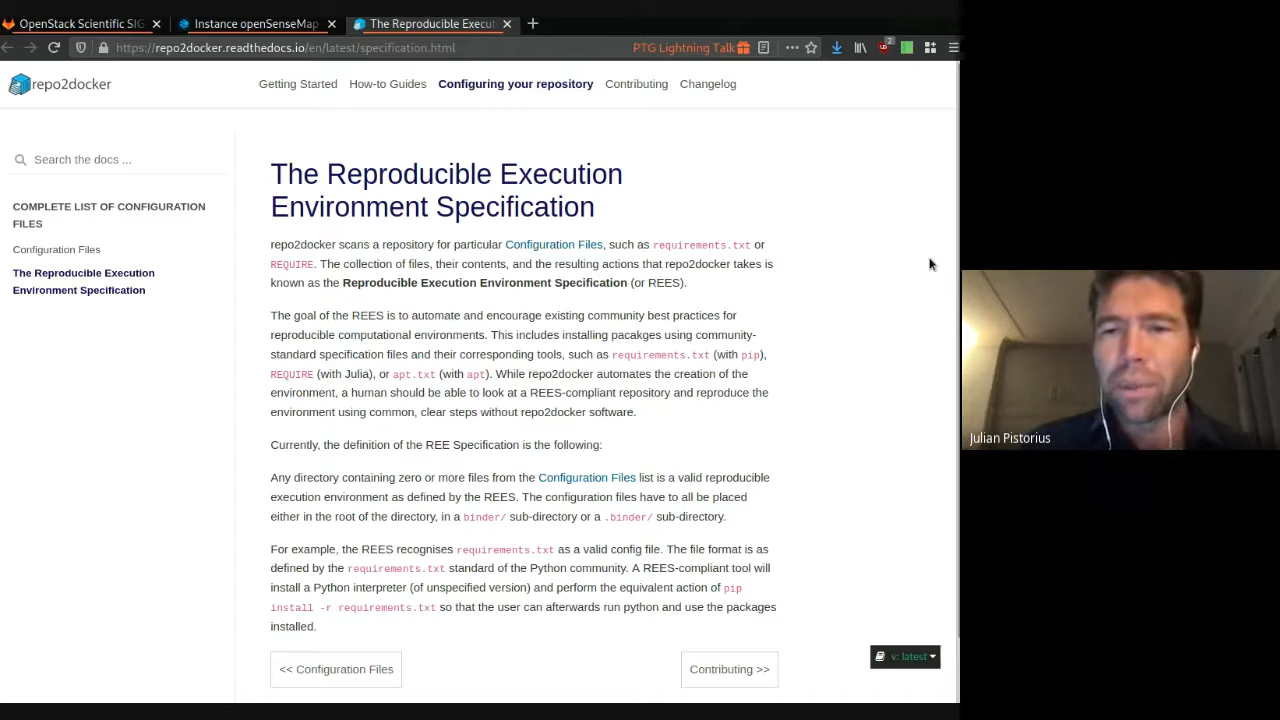 OpenStack Scientific SIG
Instance openSenseMap
The Reproducible Execut
https://repo2docker.readthedocs.io/en/latest/specification.html
PTG Lightning Talk
2
repo2docker
Getting Started
How-to Guides
Configuring your repository
Contributing
Changelog
Search the docs ...
COMPLETE LIST OF CONFIGURATION
FILES
Configuration Files
The Reproducible Execution
Environment Specification
The Reproducible Execution
Environment Specification
repo2docker scans a repository for particular Configuration Files, such as requirements.txt or
REQUIRE. The collection of files, their contents, and the resulting actions that repo2docker takes is
known as the Reproducible Execution Environment Specification (or REES).
The goal of the REES is to automate and encourage existing community best practices for
reproducible computational environments. This includes installing pacakges using community-
standard specification files and their corresponding tools, such as requirements.txt (with pip),
REQUIRE (with Julia), or apt.txt (with apt). While repo2docker automates the creation of the
environment, a human should be able to look at a REES-compliant repository and reproduce the
environment using common, clear steps without repo2docker software.
Currently, the definition of the REE Specification is the following:
Any directory containing zero or more files from the Configuration Files list is a valid reproducible
execution environment as defined by the REES. The configuration files have to all be placed
either in the root of the directory, in a binder/ sub-directory or a .binder/ sub-directory.
For example, the REES recognises requirements.txt as a valid config file. The file format is as
defined by the requirements.txt standard of the Python community. A REES-compliant tool will
install a Python interpreter (of unspecified version) and perform the equivalent action of pip
install -r requirements.txt so that the user can afterwards run python and use the packages
installed.
<< Configuration Files
Contributing >>
v: latest
Julian Pistorius